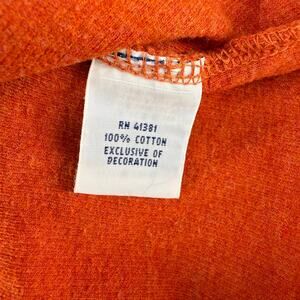 RN 41381
100% COTTON
EXCLUSIVE OF
DECORATION